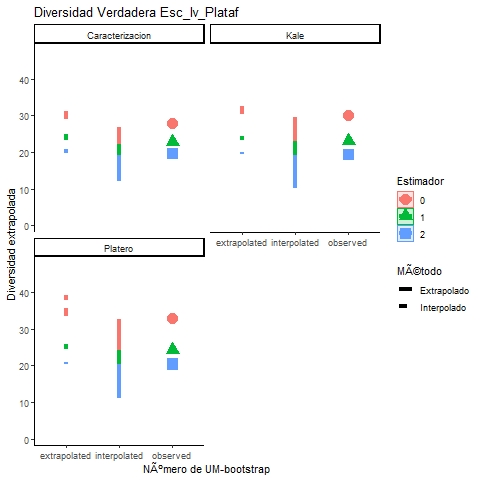 Diversidad Verdadera Esc_lv_Plataf
Caracterizacion
Kale
40
30
20
10
0
extrapolated interpolated observed
Platero
40
30
20
10
0
extrapolated interpolated observed
Diversidad extrapolada
NÃºmero de UM-bootstrap
Estimador
0
1
2
MÃ©todo
Extrapolado
Interpolado